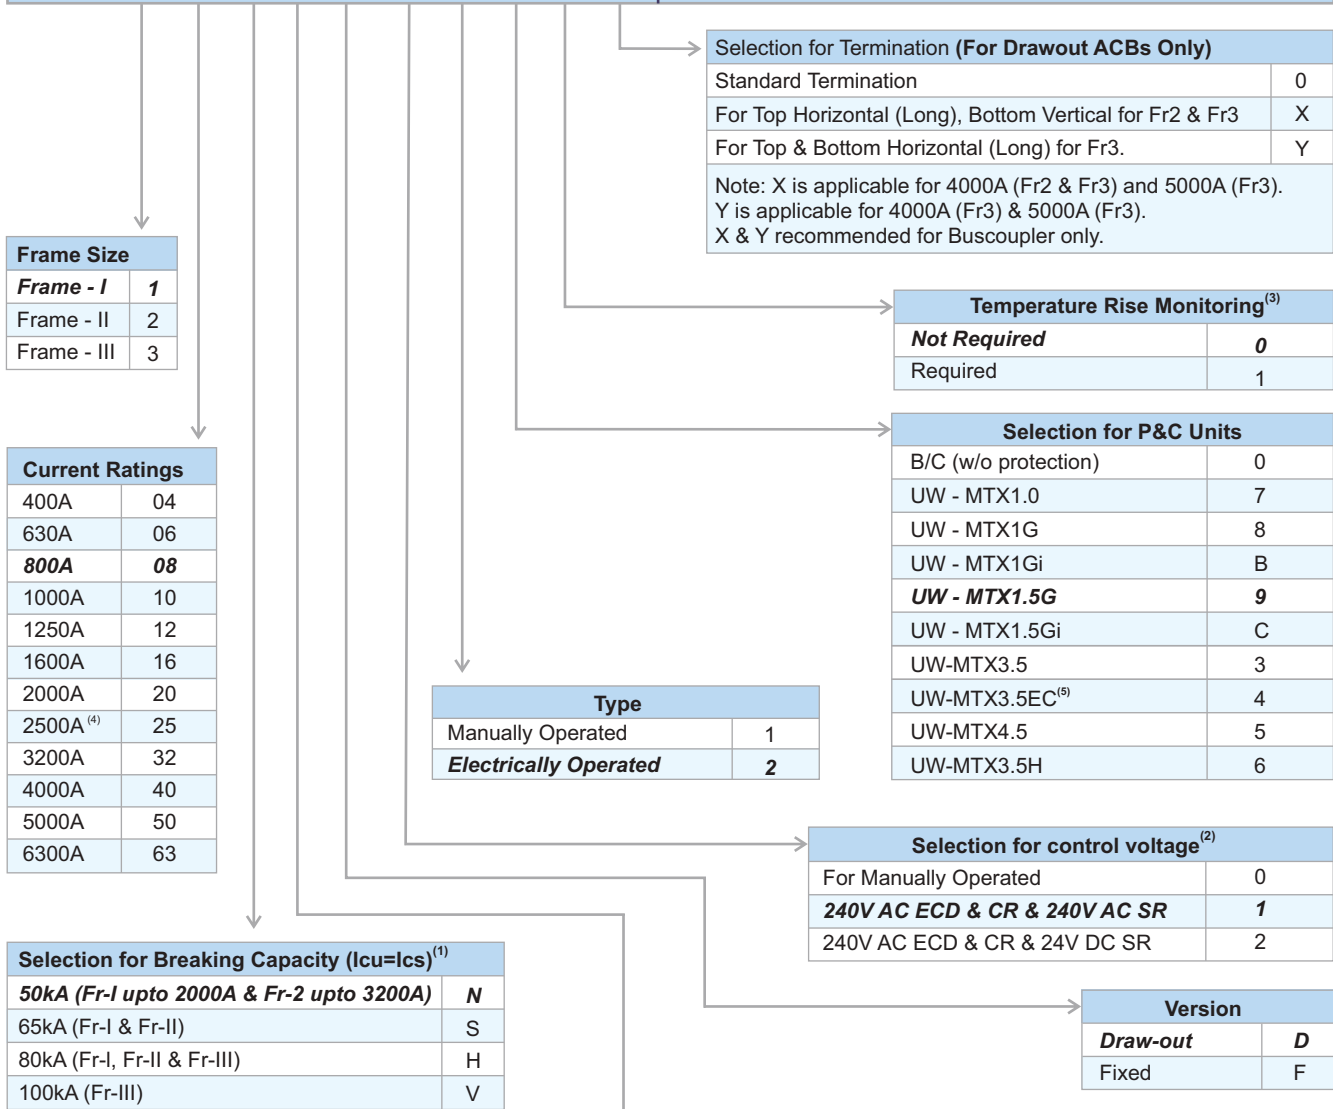 Selection for Termination (For Drawout ACBs Only)
Standard Termination 0
For Top Horizontal (Long), Bottom Vertical for Fr2 & Fr3 X
For Top & Bottom Horizontal (Long) for Fr3. Y
Note: X is applicable for 4000A (Fr2 & Fr3) and 5000A (Fr3).
Y is applicable for 4000A (Fr3) & 5000A (Fr3).
X & Y recommended for Buscoupler only.
Frame Size
Frame - I 1
Frame - II 2
Frame - III 3
Temperature Rise Monitoring(3)
Not Required 0
Required 1
Selection for P&C Units
B/C (w/o protection) 0
UW - MTX1.0 7
UW - MTX1G 8
UW - MTX1Gi B
UW - MTX1.5G 9
UW - MTX1.5Gi C
UW-MTX3.5 3
UW-MTX3.5EC(5) 4
UW-MTX4.5 5
UW-MTX3.5H 6
Current Ratings
400A 04
630A 06
800A 08
1000A 10
1250A 12
1600A 16
2000A 20
2500A (4) 25
3200A 32
4000A 40
5000A 50
6300A 63
Type
Manually Operated 1
Electrically Operated 2
Selection for control voltage(2)
For Manually Operated 0
240V AC ECD & CR & 240V AC SR 1
240V AC ECD & CR & 24V DC SR 2
Selection for Breaking Capacity (Icu=Ics)(1)
50kA (Fr-I upto 2000A & Fr-2 upto 3200A) N
65kA (Fr-I & Fr-II) S
80kA (Fr-I, Fr-II & Fr-III) H
100kA (Fr-III) V
Version
Draw-out D
Fixed F